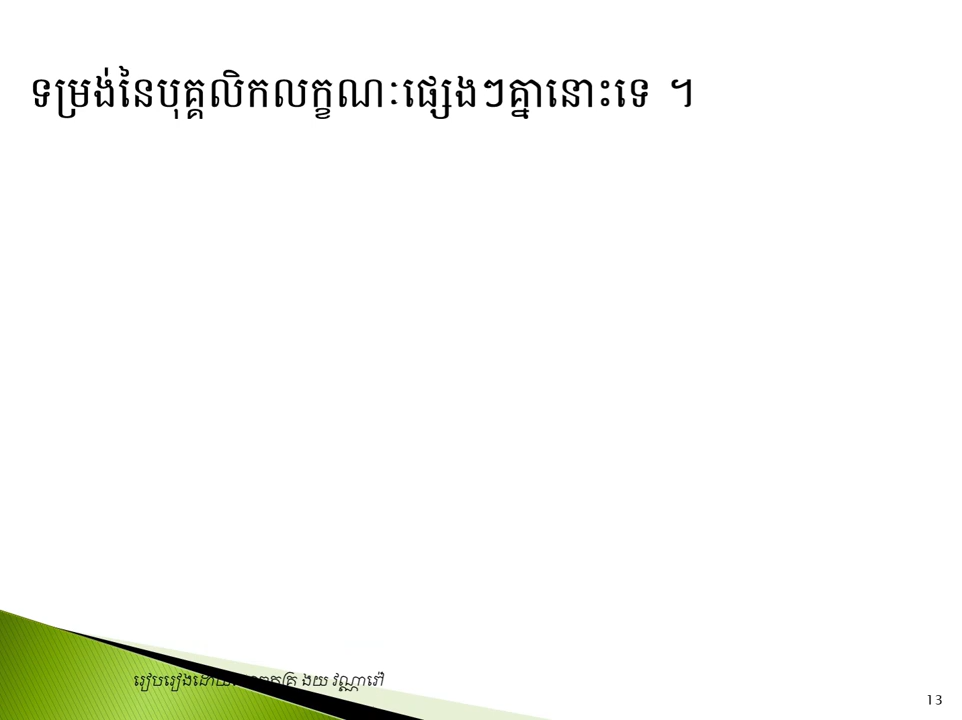 ទម្រង់នៃបុគ្គលិកលក្ខណៈផ្សេងៗគ្នានោះទេ ។
រៀបរៀងដោយ ងយ វណ្ណារ៉ា
13